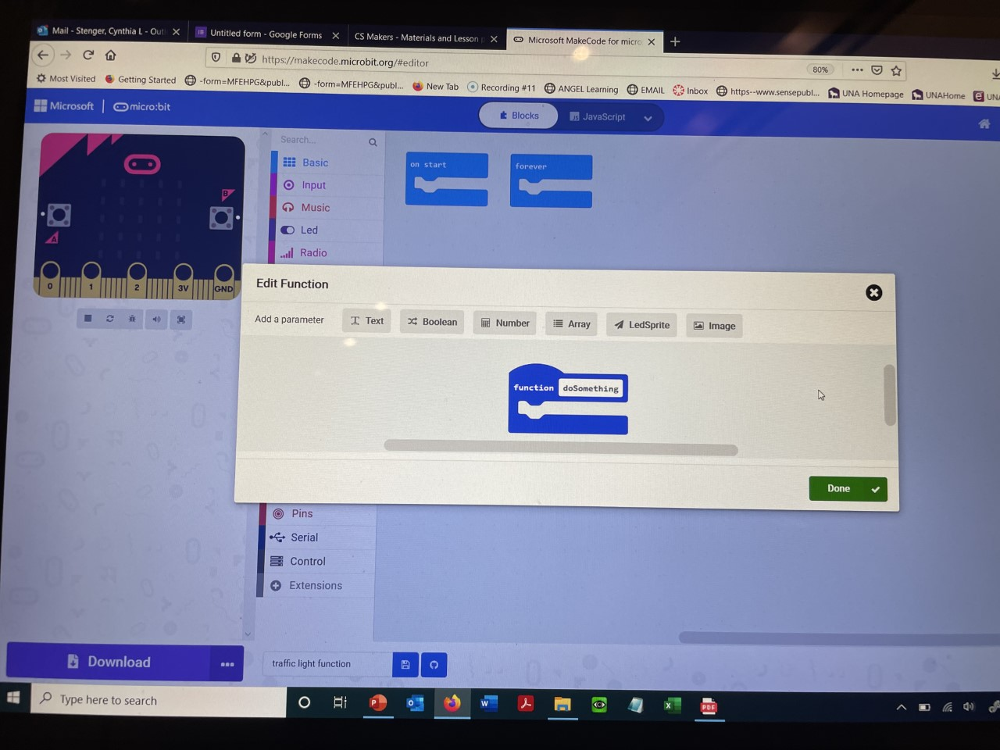 Mail - Stenger, Cynthia L - Out
Untitled form - Google Forms
CS Makers - Materials and Lesson p
Microsoft MakeCode for micro
https://makecode.microbit.org/#editor
80%
Most Visited
Getting Started
-form=MFEHPG&publ...
-form=MFEHPG&publ...
New Tab
Recording #11
ANGEL Learning
EMAIL
Inbox
https--www.sensepubl...
UNA Homepage
UNAHome
UNA
Microsoft
micro:bit
Blocks
JavaScript
Search...
Basic
Input
Music
Led
Radio
on start
forever
B
A
0
1
2
3V
GND
Edit Function
Add a parameter
Text
Boolean
Number
Array
LedSprite
Image
function doSomething
Done
Pins
Serial
Control
Extensions
Download
traffic light function
Type here to search